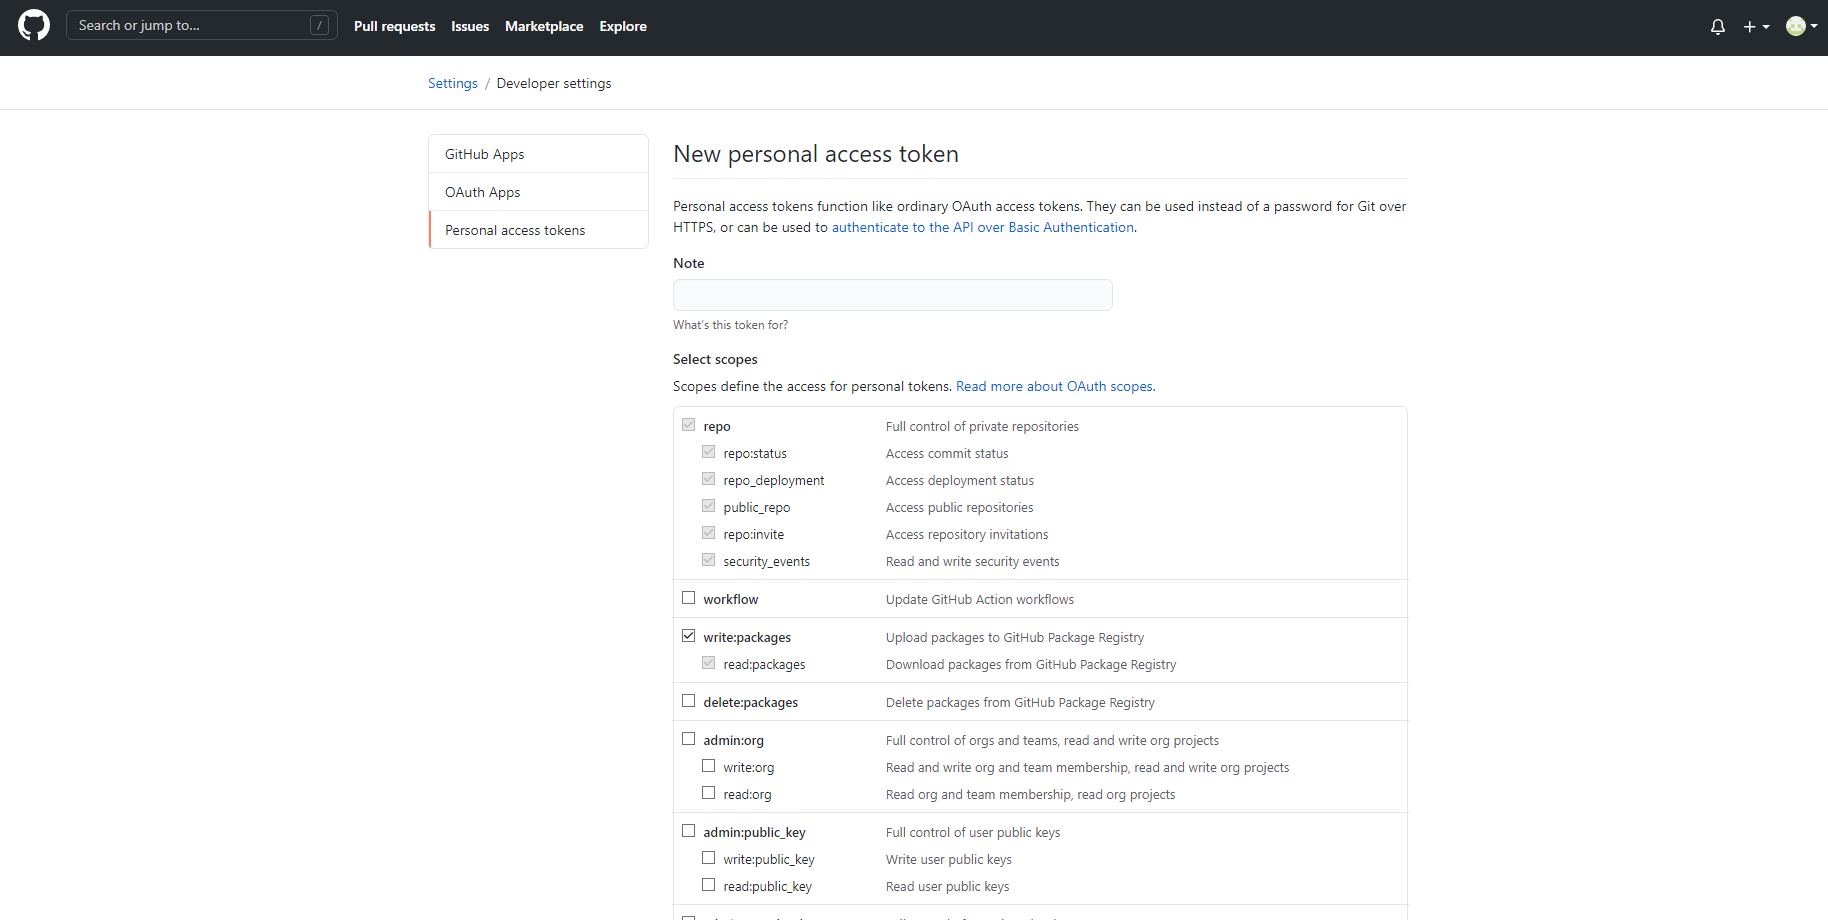 Search or jump to... /
Pull requests Issues Marketplace Explore
Settings / Developer settings
GitHub Apps
OAuth Apps
Personal access tokens
New personal access token
Personal access tokens function like ordinary OAuth access tokens. They can be used instead of a password for Git over
HTTPS, or can be used to authenticate to the API over Basic Authentication.
Note
What's this token for?
Select scopes
Scopes define the access for personal tokens. Read more about OAuth scopes.
repo Full control of private repositories
repo:status Access commit status
repo_deployment Access deployment status
public_repo Access public repositories
repo:invite Access repository invitations
security_events Read and write security events
workflow Update GitHub Action workflows
write:packages Upload packages to GitHub Package Registry
read:packages Download packages from GitHub Package Registry
delete:packages Delete packages from GitHub Package Registry
admin:org Full control of orgs and teams, read and write org projects
write:org Read and write org and team membership, read and write org projects
read:org Read org and team membership, read org projects
admin:public_key Full control of user public keys
write:public_key Write user public keys
read:public_key Read user public keys